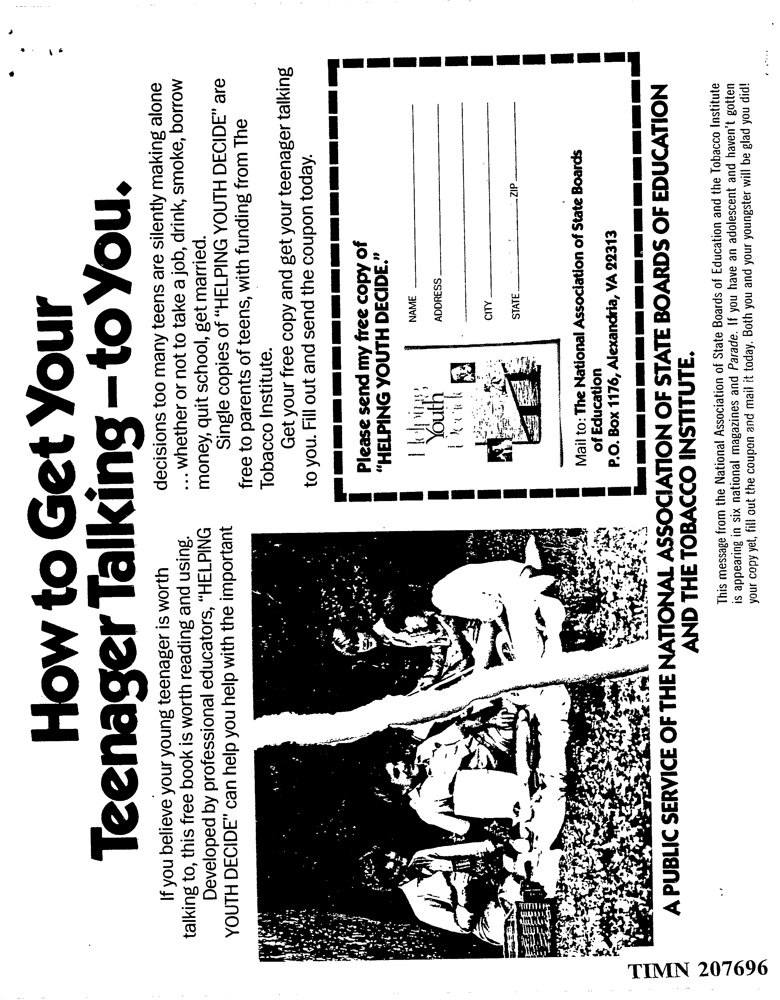 How to Get Your
Teenager Talking—to You.
If you believe your young teenager is worth
talking to, this free book is worth reading and using.
Developed by professional educators, "HELPING
YOUTH DECIDE" can help you help with the important
decisions too many teens are silently making alone
... whether or not to take a job, drink, smoke, borrow
money, quit school, get married.
Single copies of "HELPING YOUTH DECIDE" are
free to parents of teens, with funding from The
Tobacco Institute.
Get your free copy and get your teenager talking
to you. Fill out and send the coupon today.
Please send my free copy of
"HELPING YOUTH DECIDE."
Helping
Youth
Decide
NAME
ADDRESS
CITY
STATE ZIP
Mail to: The National Association of State Boards
of Education
P.O. Box 1176, Alexandria, VA 22313
A PUBLIC SERVICE OF THE NATIONAL ASSOCIATION OF STATE BOARDS OF EDUCATION
AND THE TOBACCO INSTITUTE.
This message from the National Association of State Boards of Education and the Tobacco Institute
is appearing in six national magazines and Parade. If you have an adolescent and haven't gotten
your copy yet, fill out the coupon and mail it today. Both you and your youngster will be glad you did!
TIMN 207696